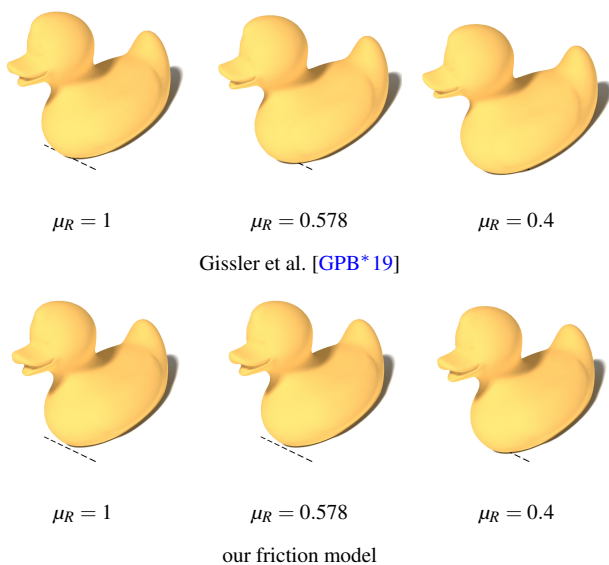 μR = 1 μR = 0.578 μR = 0.4
Gissler et al. [GPB*19]
μR = 1 μR = 0.578 μR = 0.4
our friction model